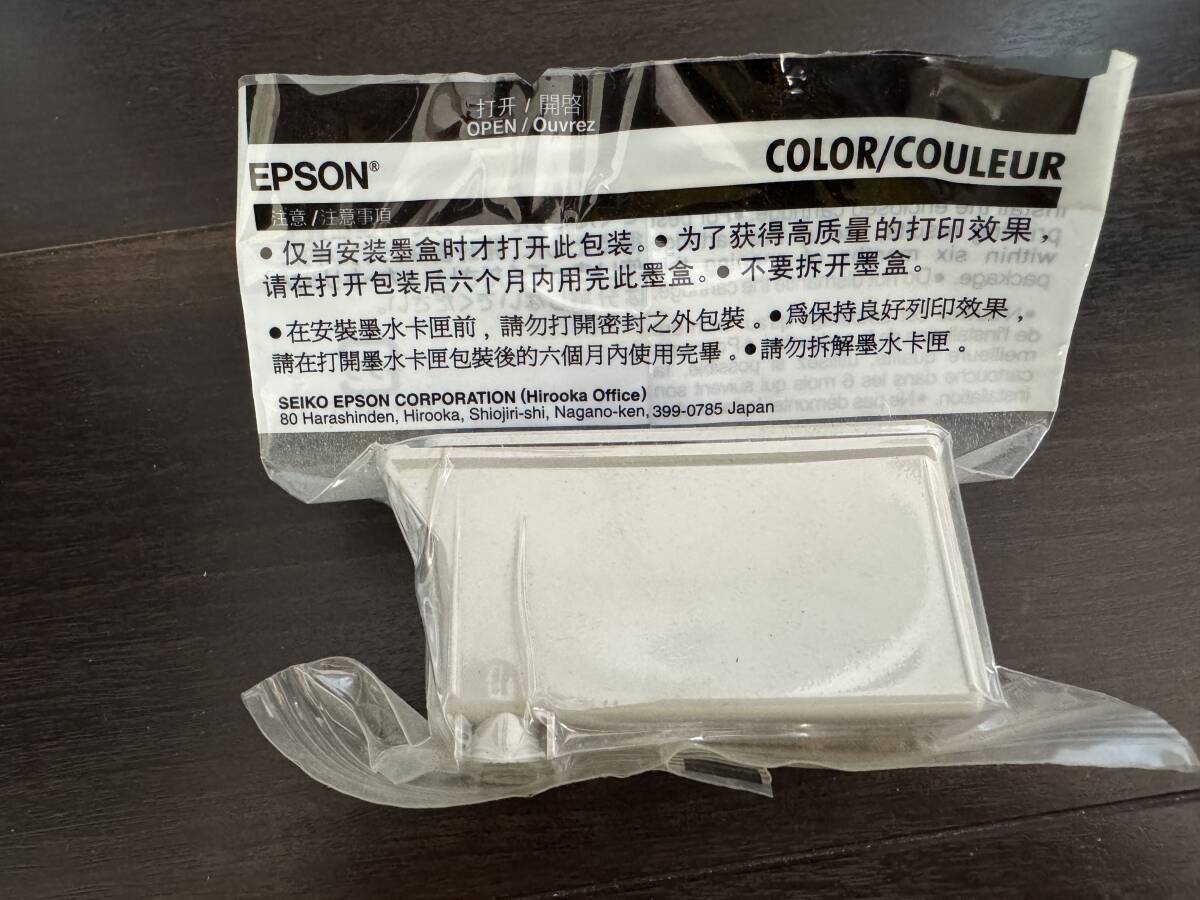 打开 / 開啓
OPEN / Ouvrez
EPSON® COLOR/COULEUR
注意 / 注意事項
• 仅当安装墨盒时才打开此包装。• 为了获得高质量的打印效果，
请在打开包装后六个月内用完此墨盒。• 不要拆开墨盒。
• 在安裝墨水卡匣前，請勿打開密封之外包裝。• 爲保持良好列印效果，
請在打開墨水卡匣包裝後的六個月內使用完畢。• 請勿拆解墨水卡匣。
SEIKO EPSON CORPORATION (Hirooka Office)
80 Harashinden, Hirooka, Shiojiri-shi, Nagano-ken, 399-0785 Japan